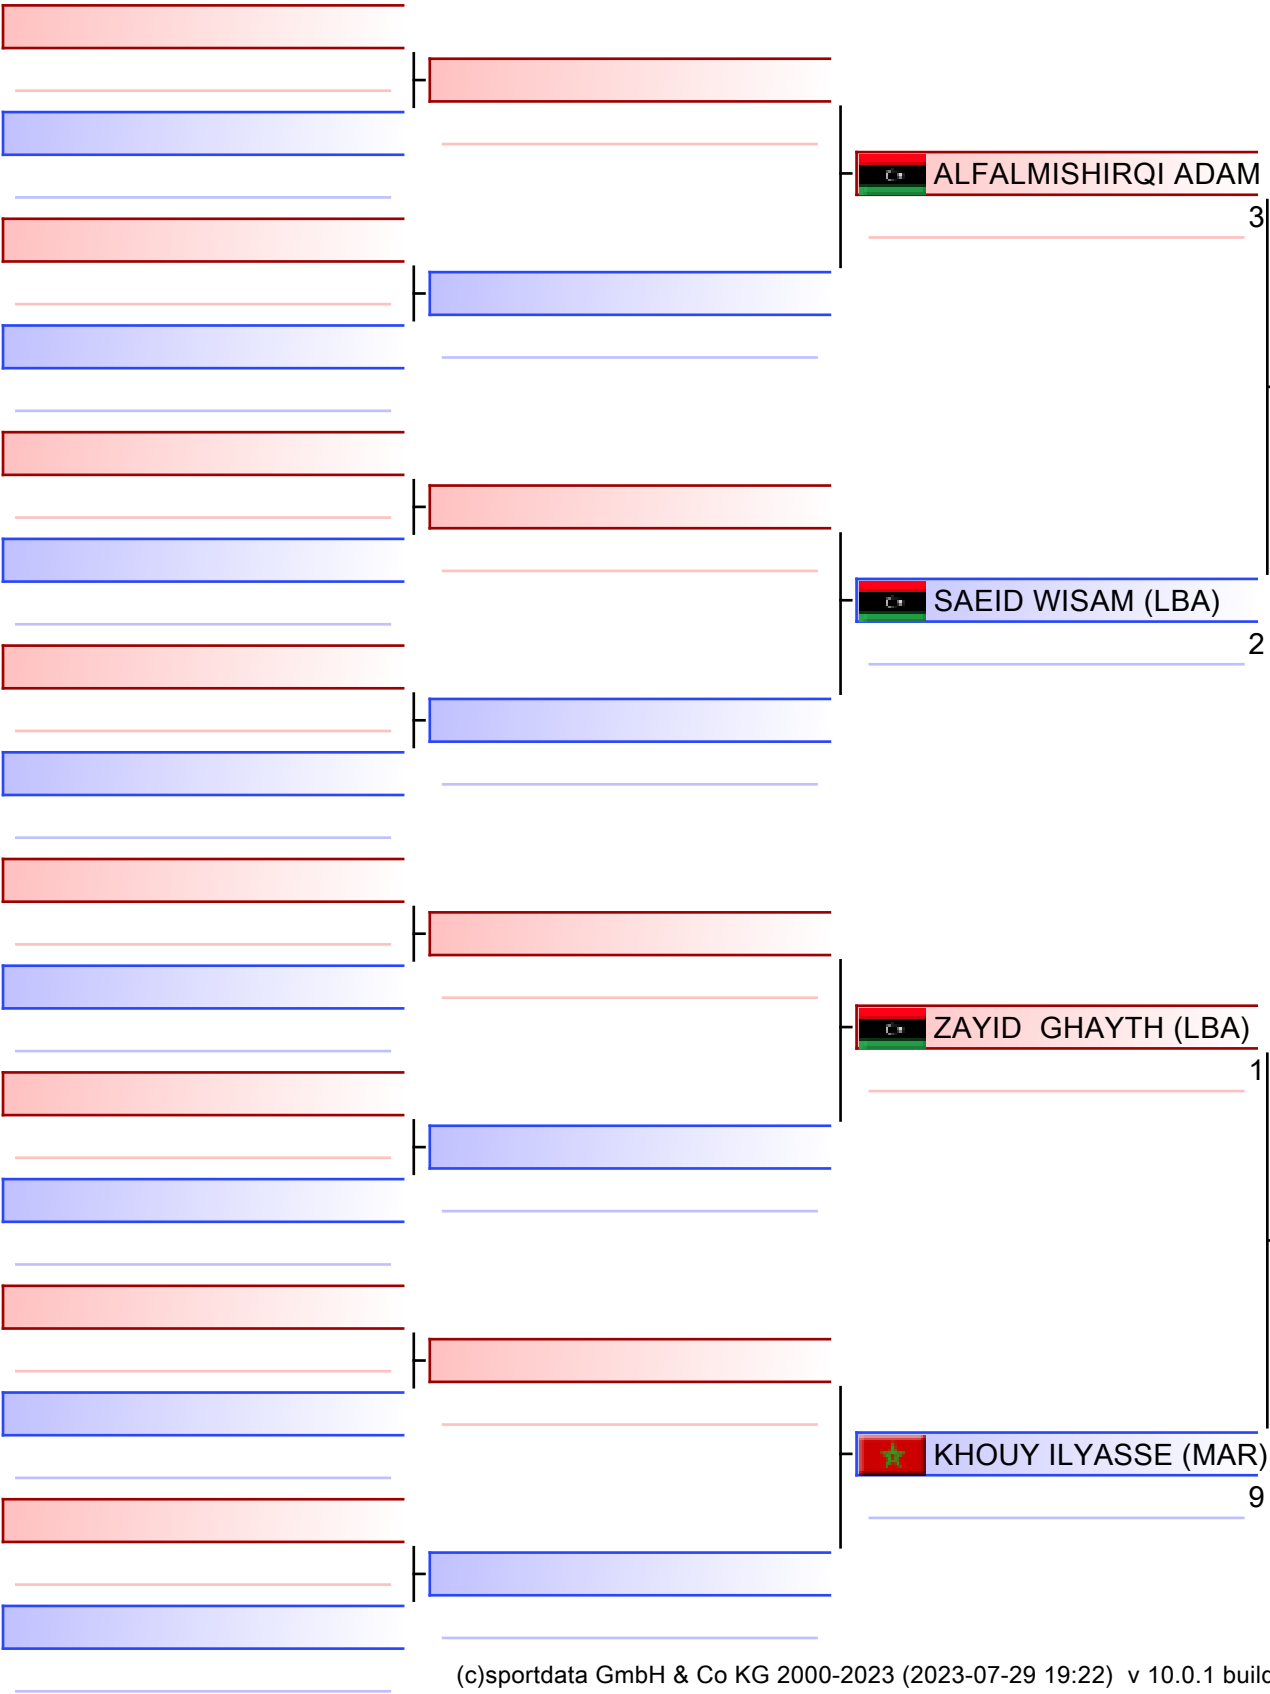 ALFALMISHIRQI ADAM
3
SAEID WISAM (LBA)
2
ZAYID  GHAYTH (LBA)
1
KHOUY ILYASSE (MAR)
9
(c)sportdata GmbH & Co KG 2000-2023 (2023-07-29 19:22)  v 10.0.1 build